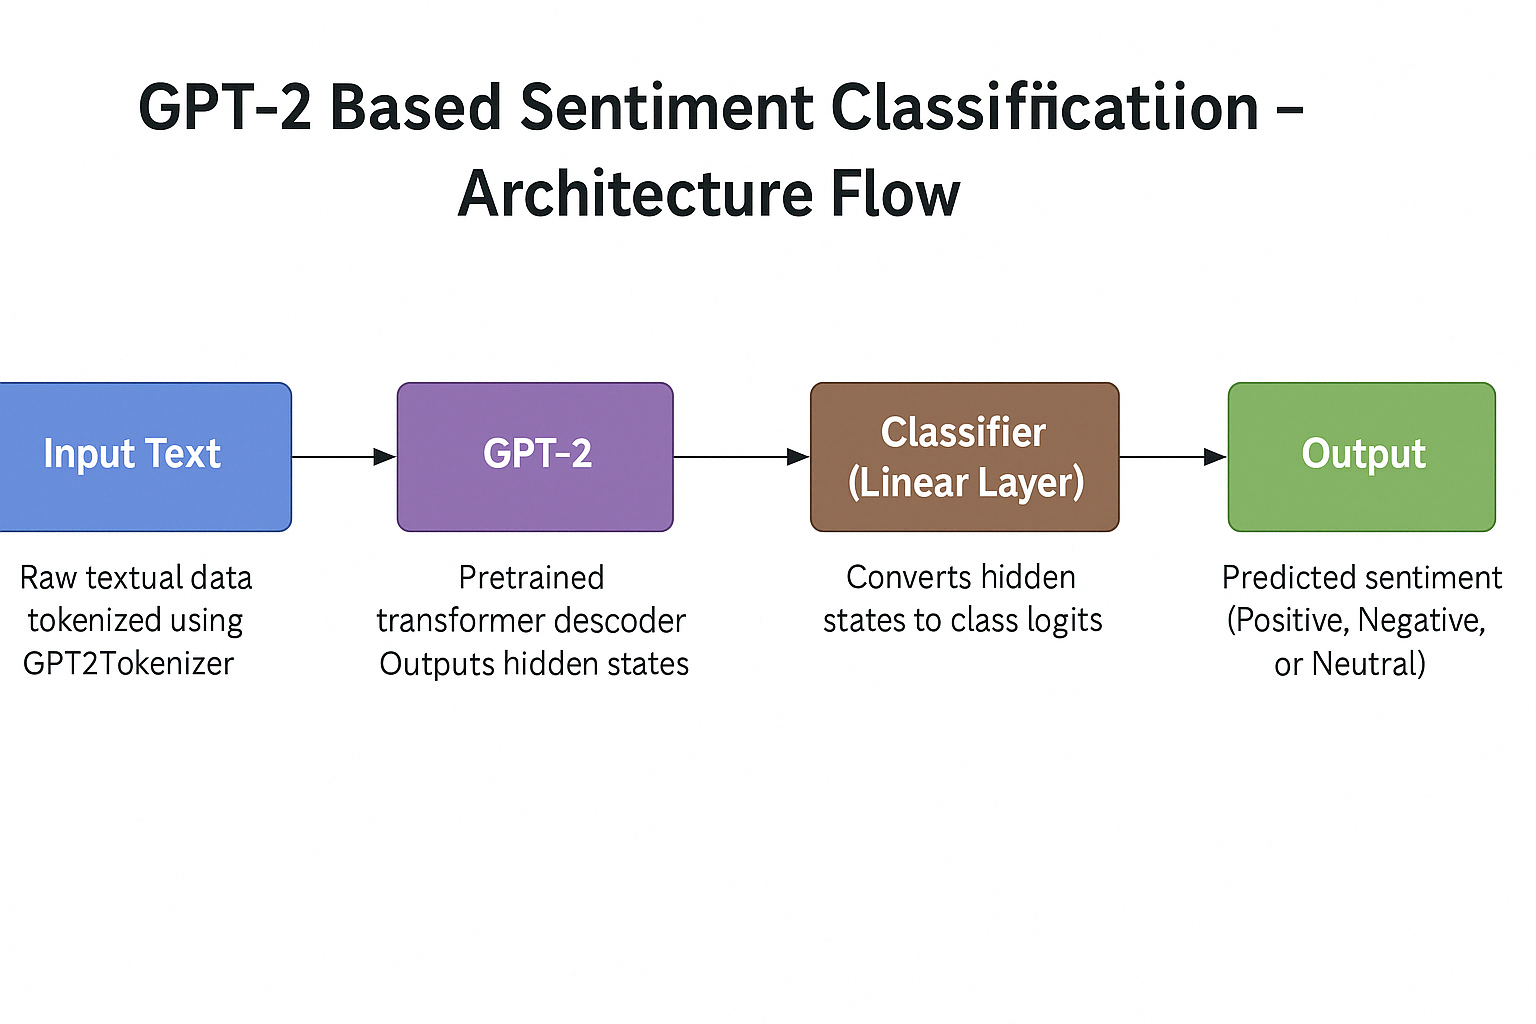 GPT-2 Based Sentiment Classifiicatiion –
Architecture Flow
Input Text
GPT-2
Classifier
(Linear Layer)
Output
Raw textual data
tokenized using
GPT2Tokenizer
Pretrained
transformer descoder
Outputs hidden states
Converts hidden
states to class logits
Predicted sentiment
(Positive, Negative,
or Neutral)